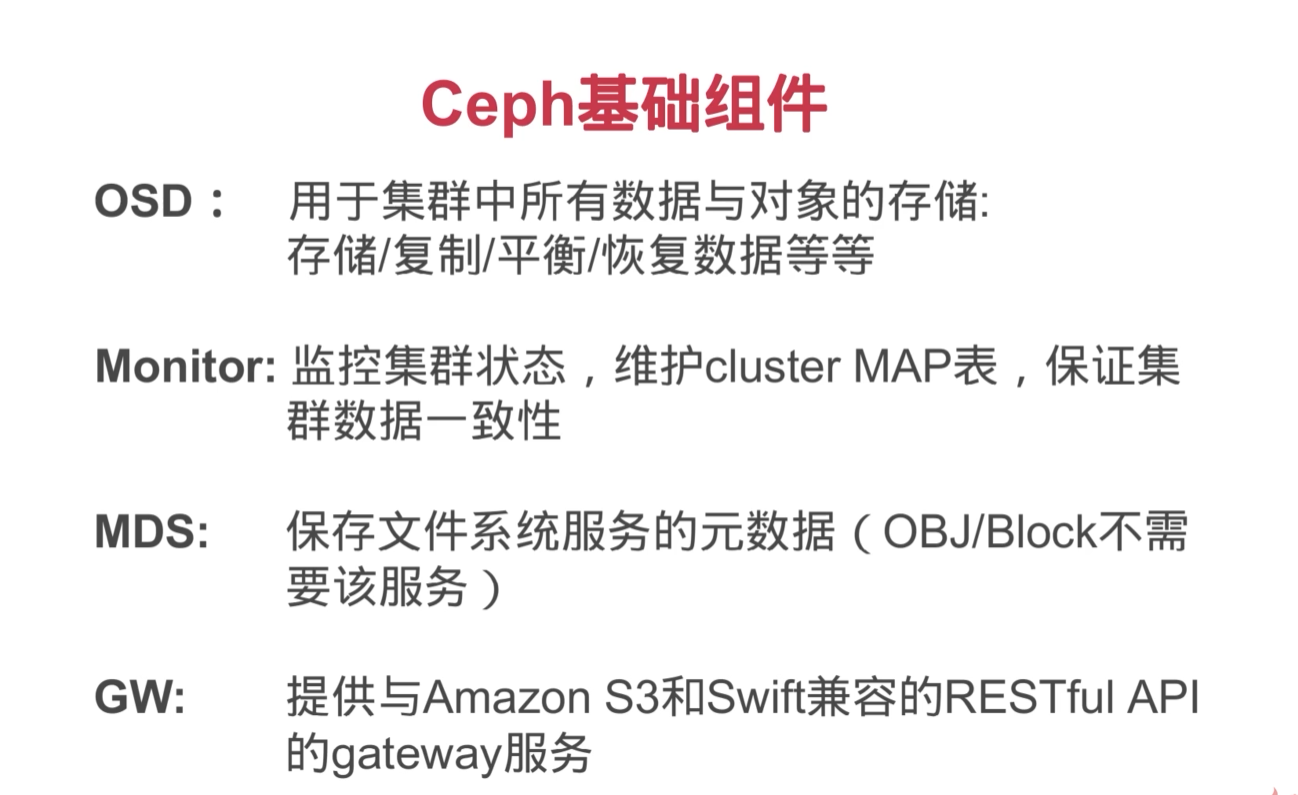 Ceph基础组件
OSD： 用于集群中所有数据与对象的存储:
存储/复制/平衡/恢复数据等等
Monitor: 监控集群状态，维护cluster MAP表，保证集
群数据一致性
MDS: 保存文件系统服务的元数据（OBJ/Block不需
要该服务）
GW: 提供与Amazon S3和Swift兼容的RESTful API
的gateway服务